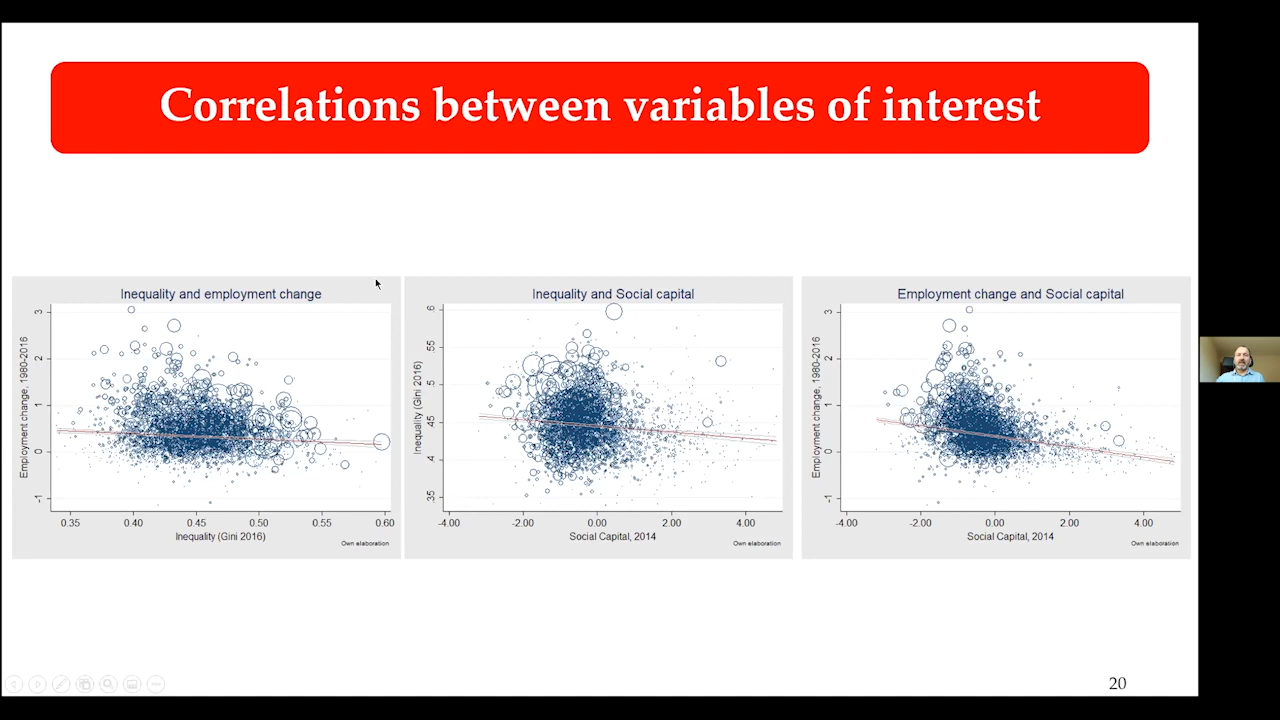 Correlations between variables of interest
Inequality and employment change
Employment change, 1980-2016
3
2
1
0
-1
0.35 0.40 0.45 0.50 0.55 0.60
Inequality (Gini 2016)
Own elaboration
Inequality and Social capital
Inequality (Gini 2016)
.6
.55
.5
.45
.4
.35
-4.00 -2.00 0.00 2.00 4.00
Social Capital, 2014
Own elaboration
Employment change and Social capital
Employment change, 1980-2016
3
2
1
0
-1
-4.00 -2.00 0.00 2.00 4.00
Social Capital, 2014
Own elaboration
20